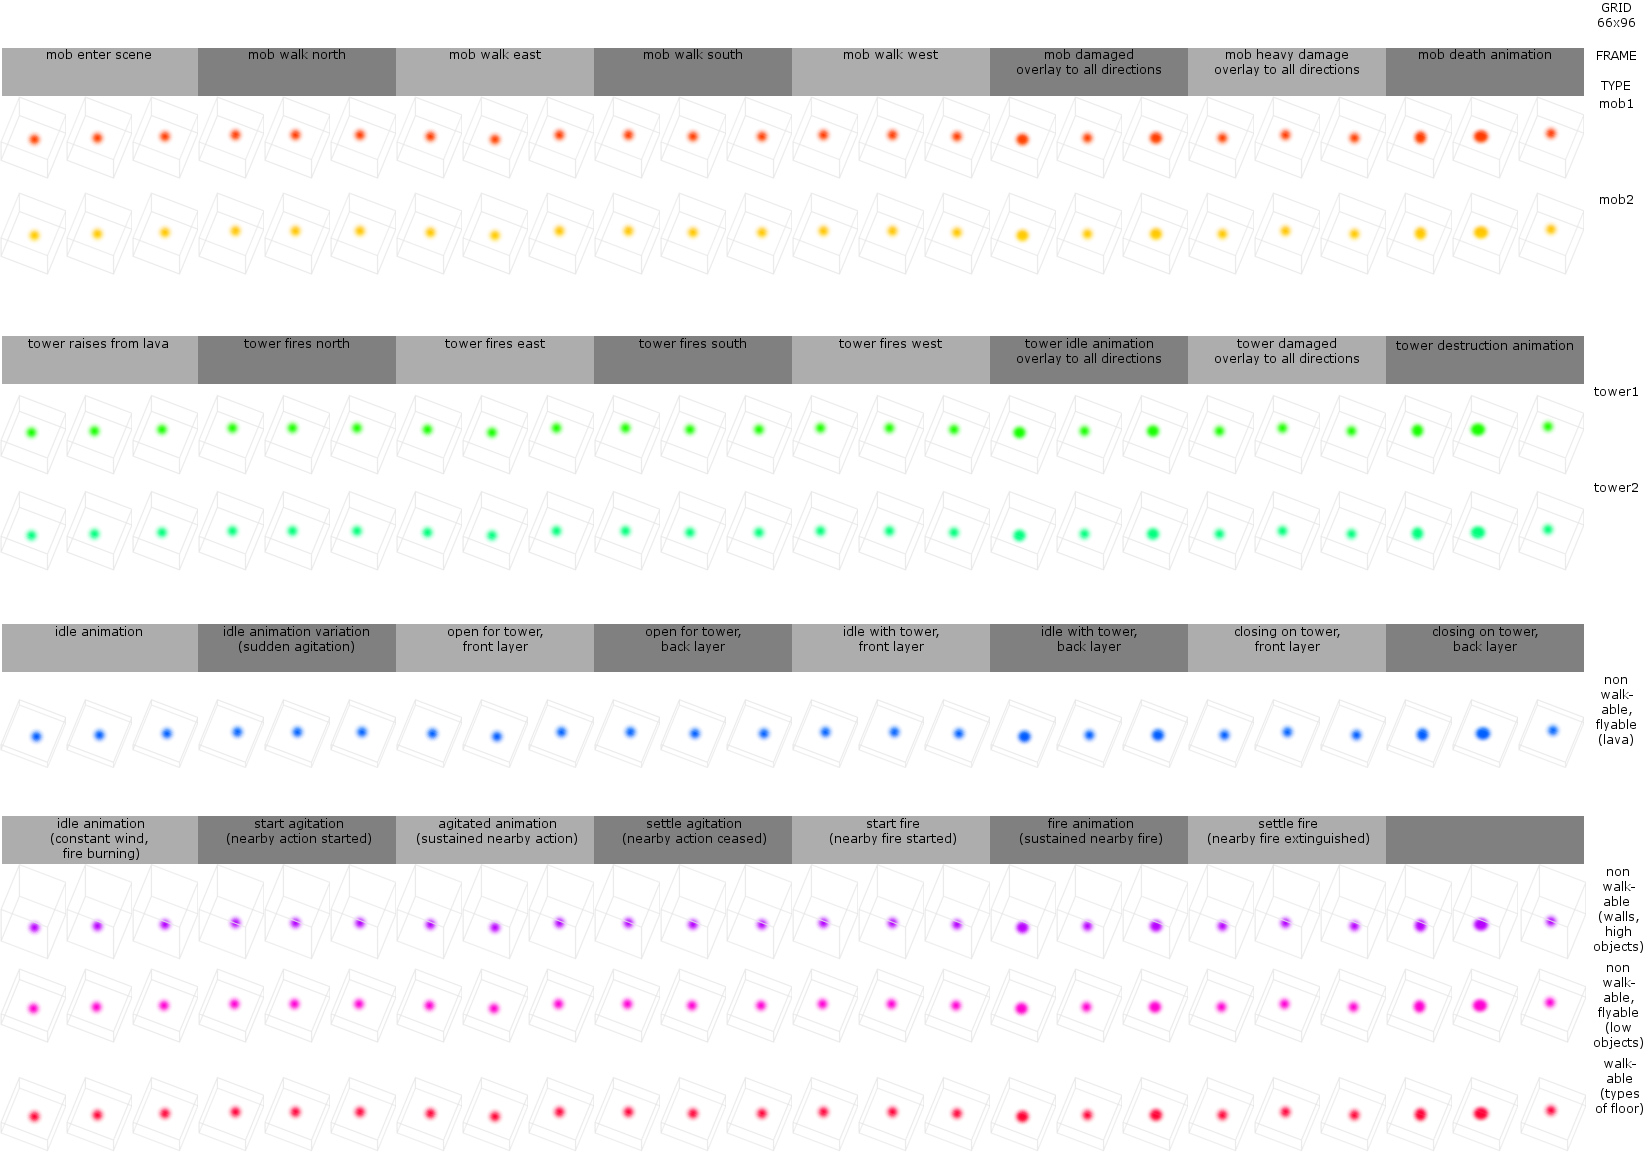 GRID
66x96
mob enter scene
mob walk north
mob walk east
mob walk south
mob walk west
mob damaged
overlay to all directions
mob heavy damage
overlay to all directions
mob death animation
FRAME
TYPE
mob1
mob2
tower raises from lava
tower fires north
tower fires east
tower fires south
tower fires west
tower idle animation
overlay to all directions
tower damaged
overlay to all directions
tower destruction animation
tower1
tower2
idle animation
idle animation variation
(sudden agitation)
open for tower,
front layer
open for tower,
back layer
idle with tower,
front layer
idle with tower,
back layer
closing on tower,
front layer
closing on tower,
back layer
non
walk-
able,
flyable
(lava)
idle animation
(constant wind,
fire burning)
start agitation
(nearby action started)
agitated animation
(sustained nearby action)
settle agitation
(nearby action ceased)
start fire
(nearby fire started)
fire animation
(sustained nearby fire)
settle fire
(nearby fire extinguished)
non
walk-
able
(walls,
high
objects)
non
walk-
able,
flyable
(low
objects)
walk-
able
(types
of floor)